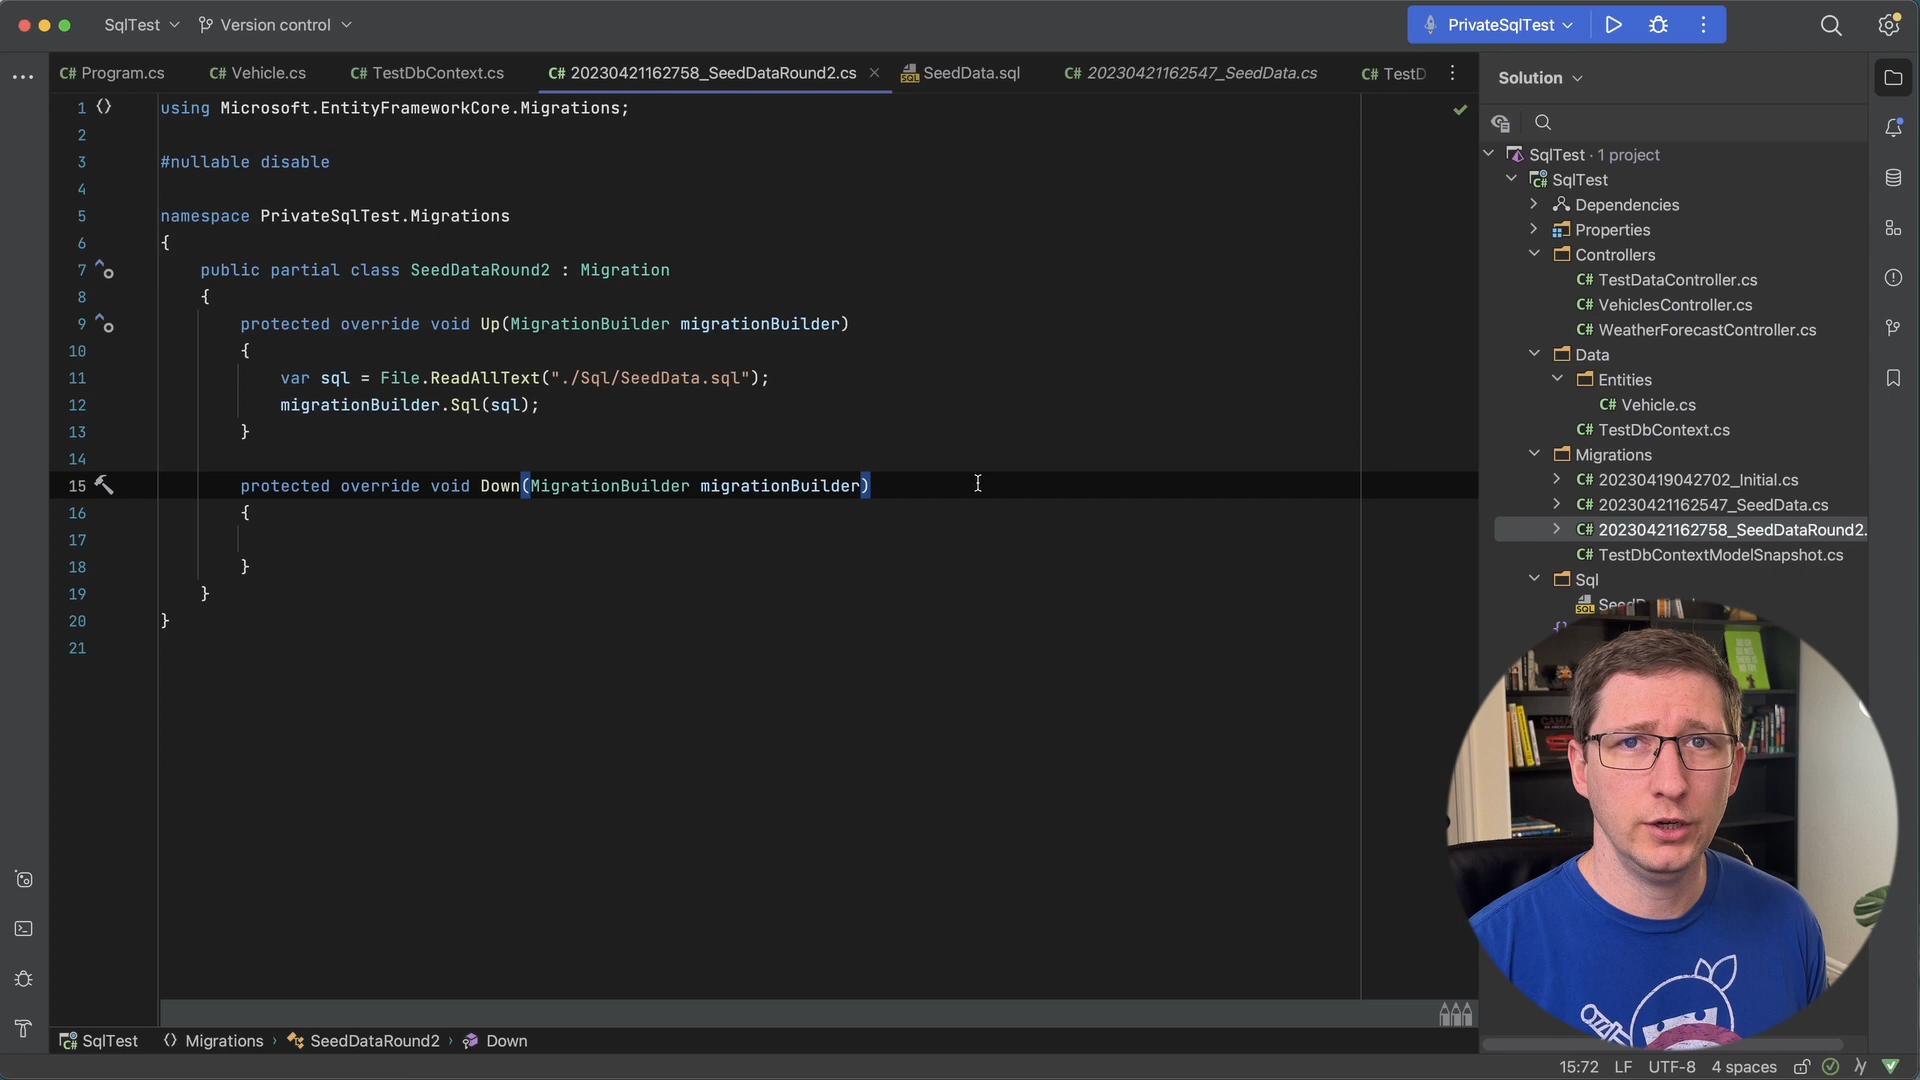 SqlTest
Version control
PrivateSqlTest
C# Program.cs
C# Vehicle.cs
C# TestDbContext.cs
C# 20230421162758_SeedDataRound2.cs
SQL SeedData.sql
C# 20230421162547_SeedData.cs
C# TestD
1 using Microsoft.EntityFrameworkCore.Migrations;
2
3 #nullable disable
4
5 namespace PrivateSqlTest.Migrations
6 {
7 public partial class SeedDataRound2 : Migration
8 {
9 protected override void Up(MigrationBuilder migrationBuilder)
10 {
11 var sql = File.ReadAllText("./Sql/SeedData.sql");
12 migrationBuilder.Sql(sql);
13 }
14
15 protected override void Down(MigrationBuilder migrationBuilder)
16 {
17
18 }
19 }
20 }
21
Solution
SqlTest · 1 project
C# SqlTest
Dependencies
Properties
Controllers
C# TestDataController.cs
C# VehiclesController.cs
C# WeatherForecastController.cs
Data
Entities
C# Vehicle.cs
C# TestDbContext.cs
Migrations
C# 20230419042702_Initial.cs
C# 20230421162547_SeedData.cs
C# 20230421162758_SeedDataRound2.
C# TestDbContextModelSnapshot.cs
Sql
SQL
C# SqlTest
Migrations
SeedDataRound2
Down
15:72
LF
UTF-8
4 spaces